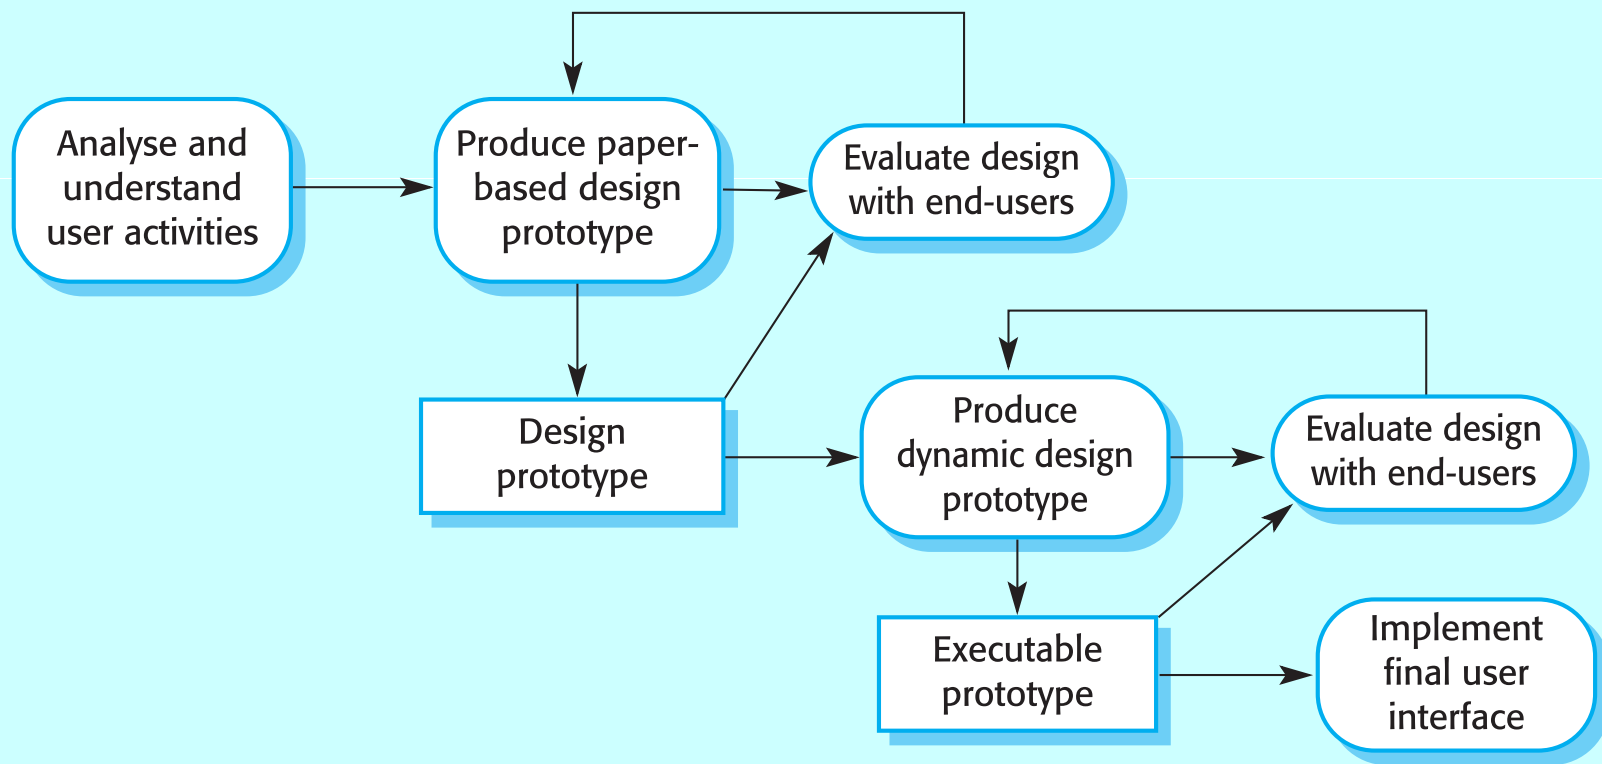 Analyse and
understand
user activities
Produce paper-
based design
prototype
Evaluate design
with end-users
Design
prototype
Produce
dynamic design
prototype
Evaluate design
with end-users
Executable
prototype
Implement
final user
interface